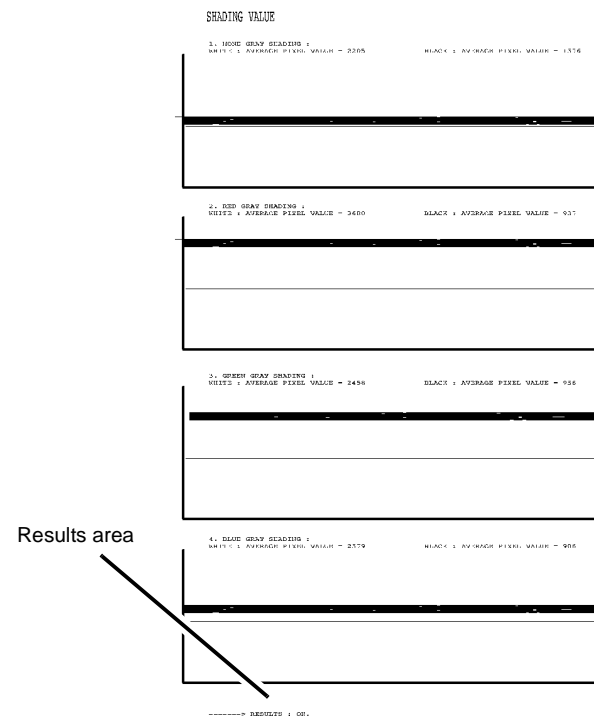 SHADING VALUE
1. NONE GRAY SHADING :
WHITE : AVERAGE PIXEL VALUE = 2205 BLACK : AVERAGE PIXEL VALUE = 1376
2. RED GRAY SHADING :
WHITE : AVERAGE PIXEL VALUE = 3600 BLACK : AVERAGE PIXEL VALUE = 937
3. GREEN GRAY SHADING :
WHITE : AVERAGE PIXEL VALUE = 2458 BLACK : AVERAGE PIXEL VALUE = 956
Results area
4. BLUE GRAY SHADING :
WHITE : AVERAGE PIXEL VALUE = 2379 BLACK : AVERAGE PIXEL VALUE = 906
-------> RESULTS : OK.